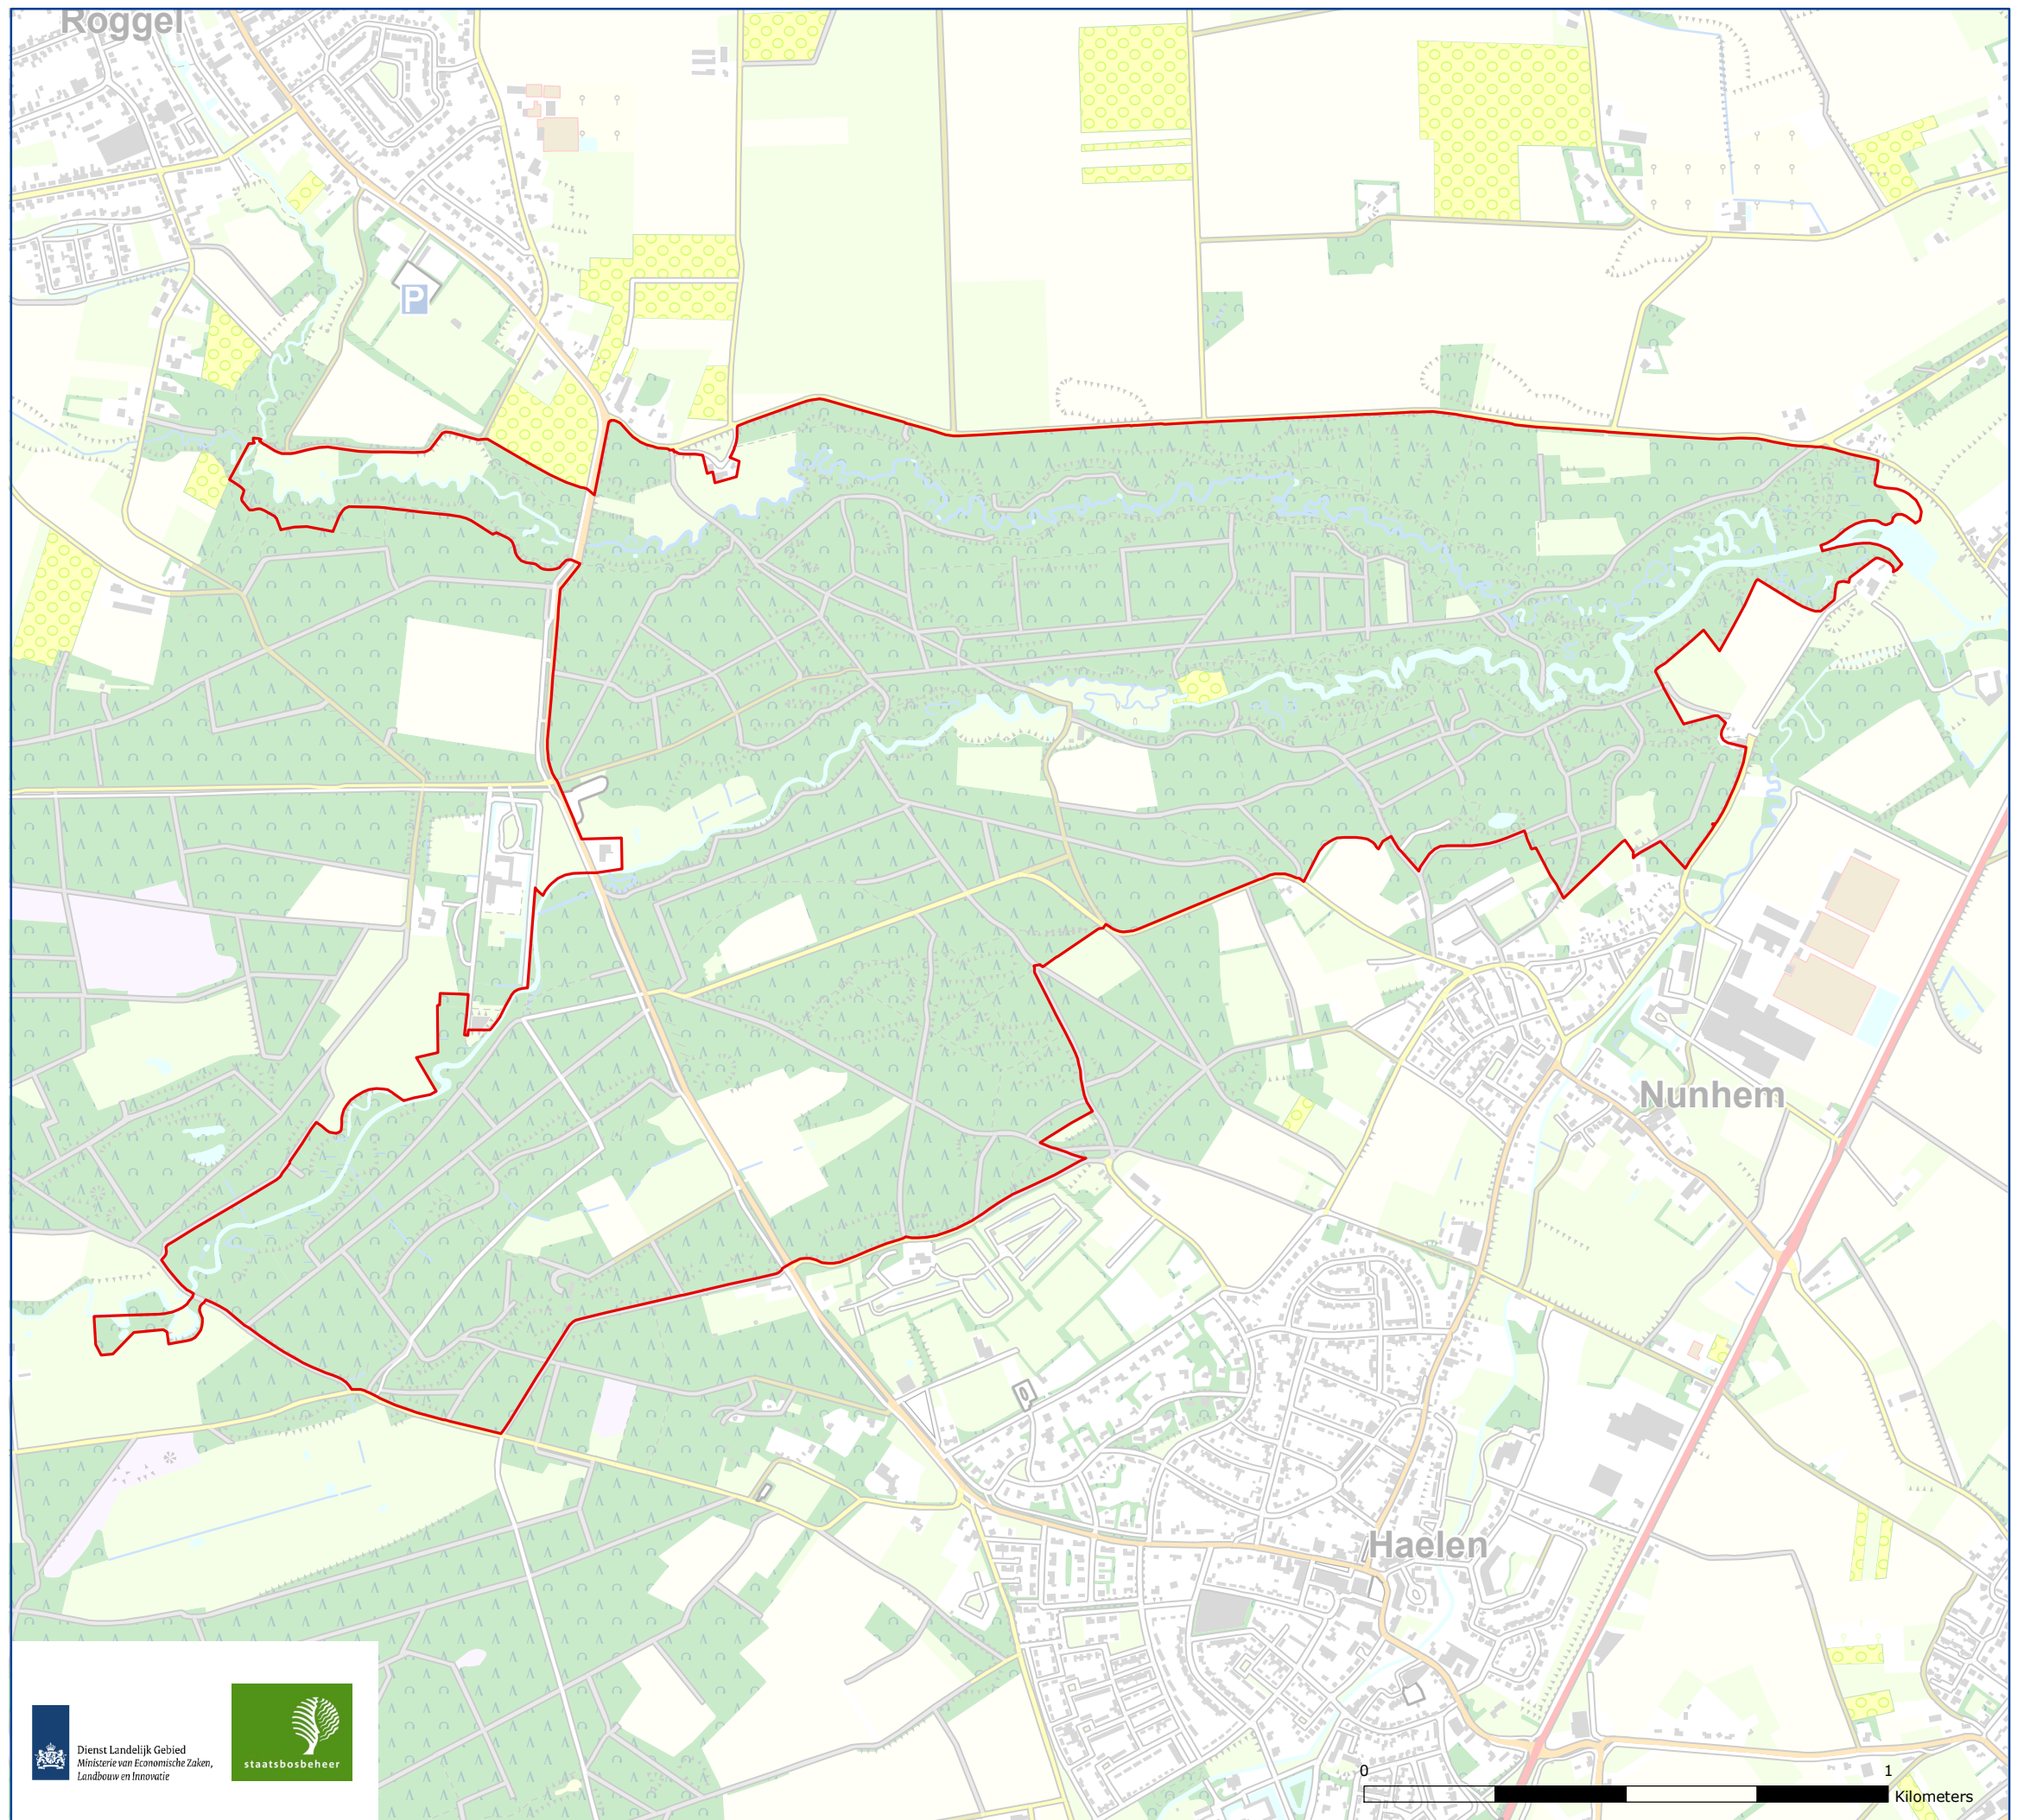 Roggel
P
Nunhem
Haelen
Dienst Landelijk Gebied
Ministerie van Economische Zaken,
Landbouw en Innovatie
staatsbosbeheer
0 1
Kilometers